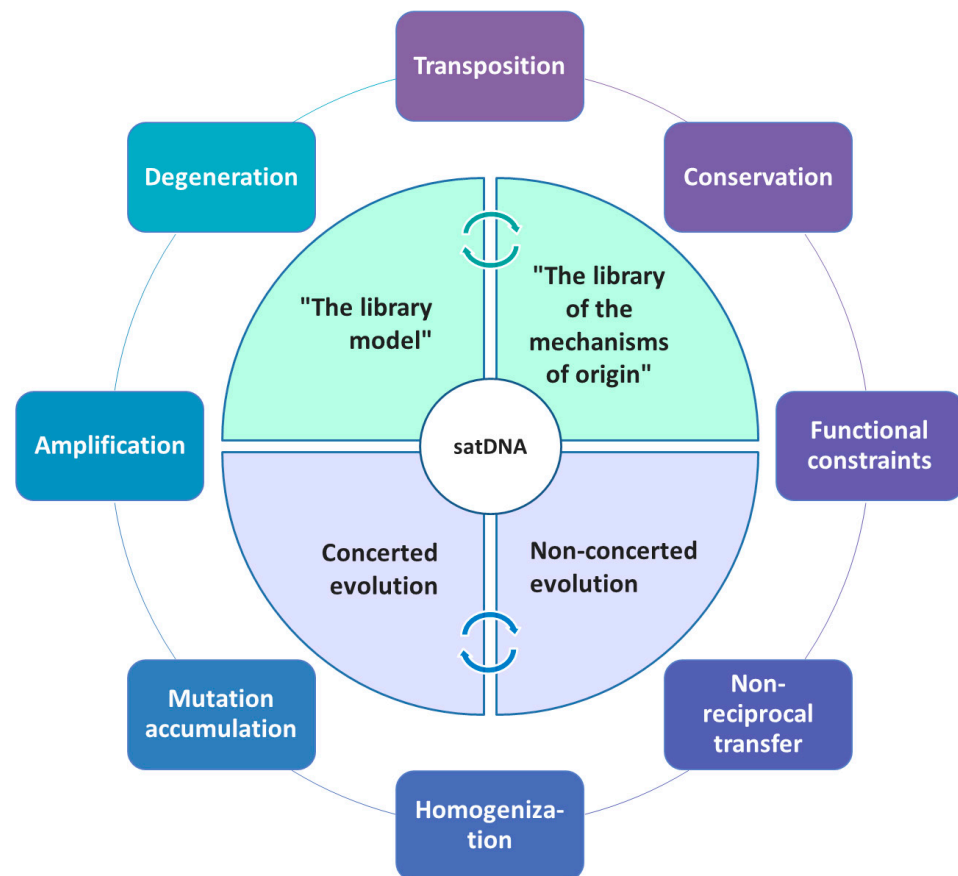 Transposition
Degeneration
Conservation
"The library
model"
"The library
of the
mechanisms
of origin"
Amplification
satDNA
Functional
constraints
Concerted
evolution
Non-concerted
evolution
Mutation
accumulation
Non-
reciprocal
transfer
Homogeniza-
tion